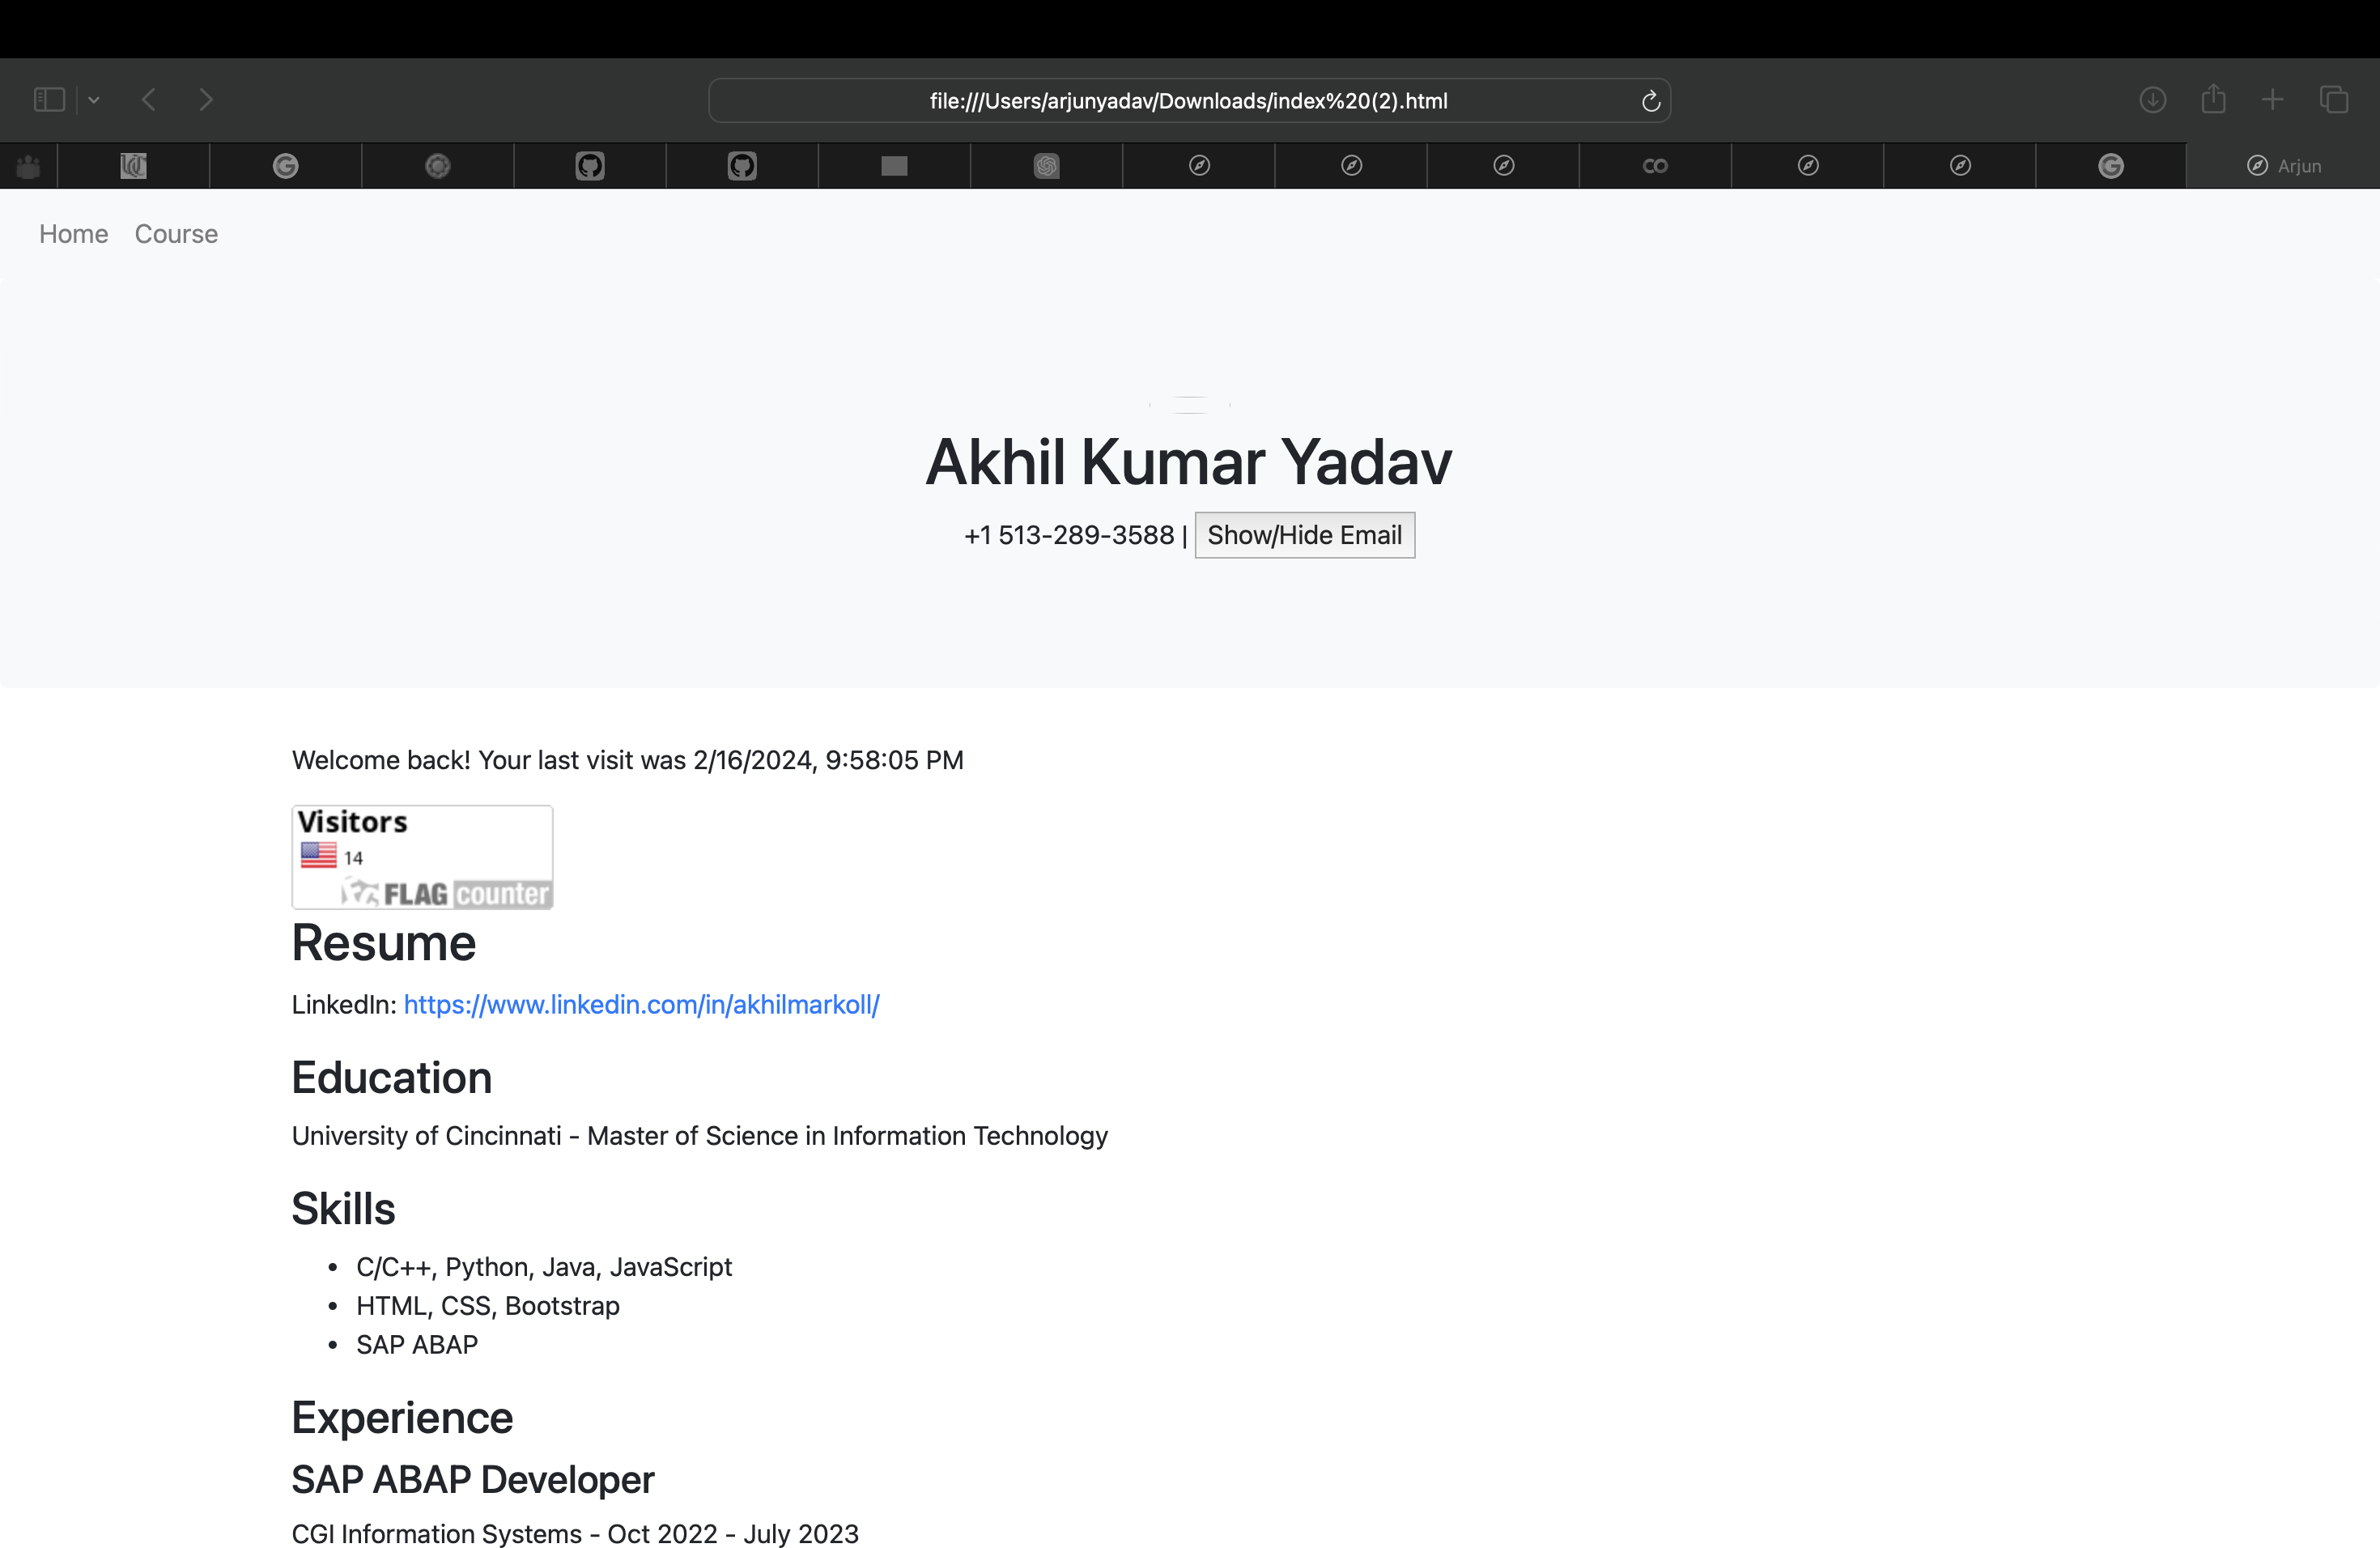 file:///Users/arjunyadav/Downloads/index%20(2).html
Arjun
Home Course
Akhil Kumar Yadav
+1 513-289-3588 | Show/Hide Email
Welcome back! Your last visit was 2/16/2024, 9:58:05 PM
Visitors
14
FLAG counter
Resume
LinkedIn: https://www.linkedin.com/in/akhilmarkoll/
Education
University of Cincinnati - Master of Science in Information Technology
Skills
• C/C++, Python, Java, JavaScript
• HTML, CSS, Bootstrap
• SAP ABAP
Experience
SAP ABAP Developer
CGI Information Systems - Oct 2022 - July 2023